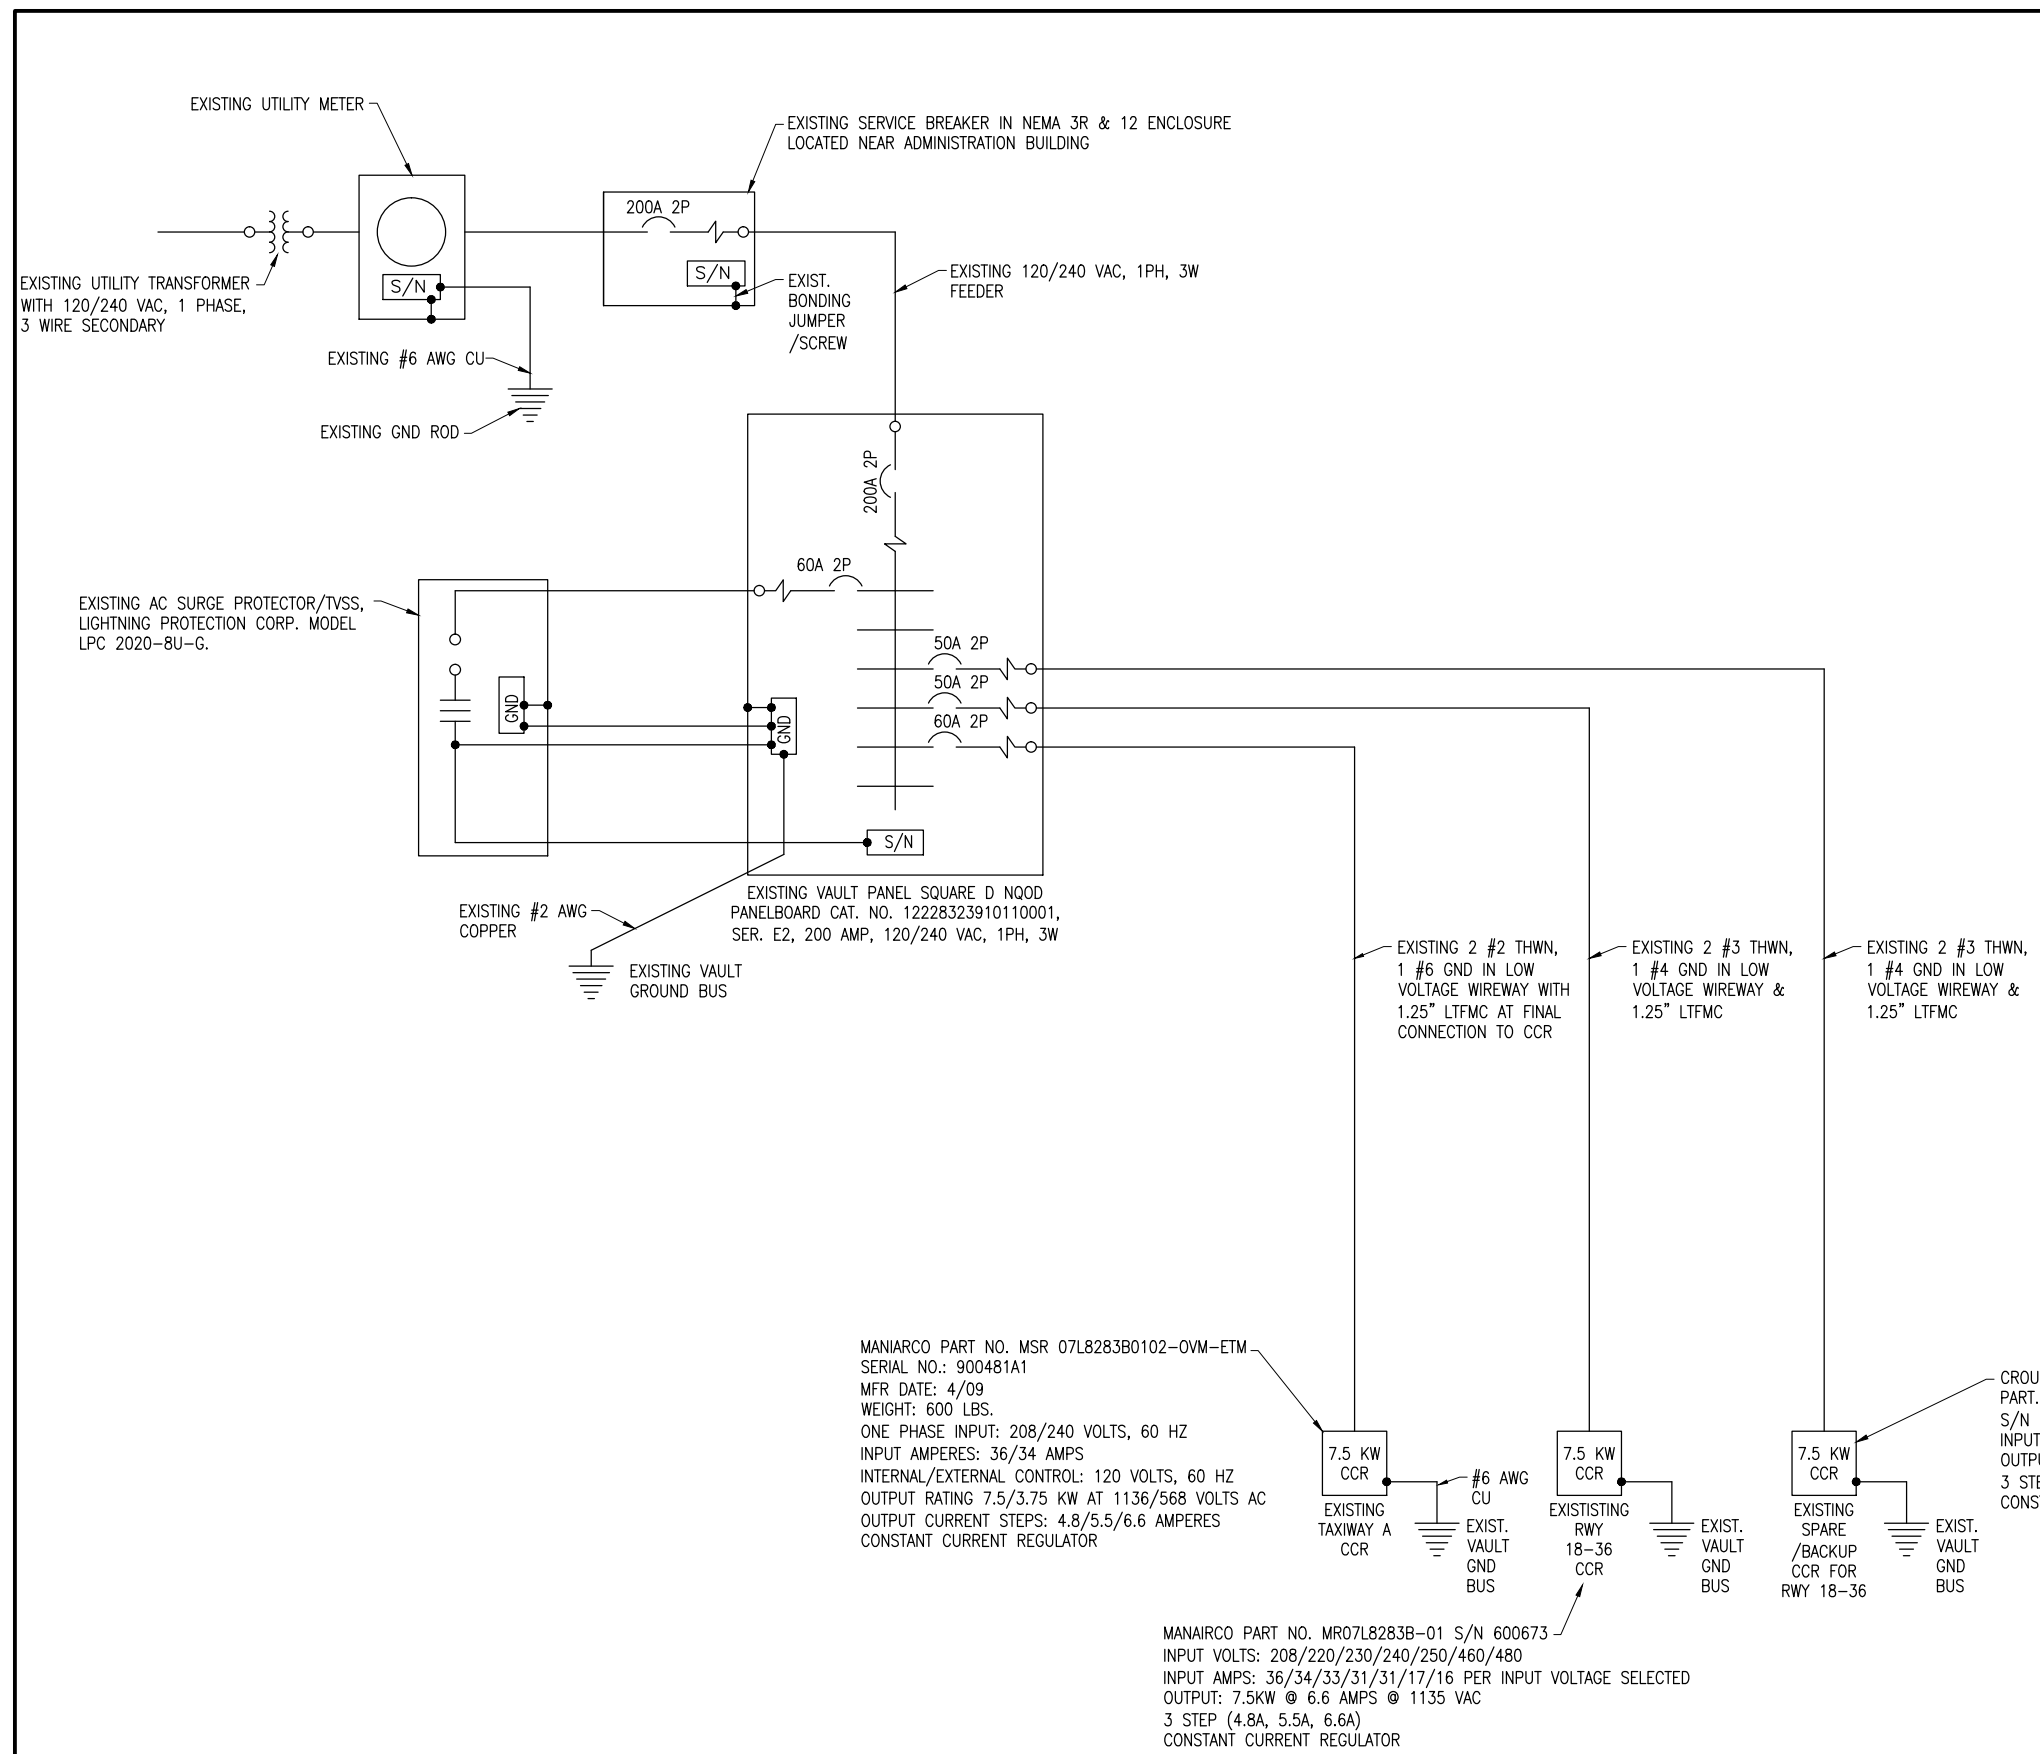 EXISTING UTILITY METER
EXISTING SERVICE BREAKER IN NEMA 3R & 12 ENCLOSURE
LOCATED NEAR ADMINISTRATION BUILDING
200A 2P
S/N
S/N
EXISTING UTILITY TRANSFORMER
WITH 120/240 VAC, 1 PHASE,
3 WIRE SECONDARY
EXIST.
BONDING
JUMPER
/SCREW
EXISTING 120/240 VAC, 1PH, 3W
FEEDER
EXISTING #6 AWG CU
EXISTING GND ROD
200A 2P
60A 2P
EXISTING AC SURGE PROTECTOR/TVSS,
LIGHTNING PROTECTION CORP. MODEL
LPC 2020-8U-G.
50A 2P
50A 2P
60A 2P
GND
GND
S/N
EXISTING VAULT PANEL SQUARE D NQOD
PANELBOARD CAT. NO. 12228323910110001,
SER. E2, 200 AMP, 120/240 VAC, 1PH, 3W
EXISTING #2 AWG
COPPER
EXISTING VAULT
GROUND BUS
EXISTING 2 #2 THWN,
1 #6 GND IN LOW
VOLTAGE WIREWAY WITH
1.25" LTFMC AT FINAL
CONNECTION TO CCR
EXISTING 2 #3 THWN,
1 #4 GND IN LOW
VOLTAGE WIREWAY &
1.25" LTFMC
EXISTING 2 #3 THWN,
1 #4 GND IN LOW
VOLTAGE WIREWAY &
1.25" LTFMC
MANIARCO PART NO. MSR 07L8283B0102-OVM-ETM
SERIAL NO.: 900481A1
MFR DATE: 4/09
WEIGHT: 600 LBS.
ONE PHASE INPUT: 208/240 VOLTS, 60 HZ
INPUT AMPERES: 36/34 AMPS
INTERNAL/EXTERNAL CONTROL: 120 VOLTS, 60 HZ
OUTPUT RATING 7.5/3.75 KW AT 1136/568 VOLTS AC
OUTPUT CURRENT STEPS: 4.8/5.5/6.6 AMPERES
CONSTANT CURRENT REGULATOR
7.5 KW
CCR
EXISTING
TAXIWAY A
CCR
#6 AWG
CU
EXIST.
VAULT
GND
BUS
7.5 KW
CCR
EXISTISTING
RWY
18-36
CCR
EXIST.
VAULT
GND
BUS
7.5 KW
CCR
EXISTING
SPARE
/BACKUP
CCR FOR
RWY 18-36
EXIST.
VAULT
GND
BUS
CROU
PART.
S/N
INPUT
OUTPU
3 STE
CONS
MANAIRCO PART NO. MR07L8283B-01 S/N 600673
INPUT VOLTS: 208/220/230/240/250/460/480
INPUT AMPS: 36/34/33/31/31/17/16 PER INPUT VOLTAGE SELECTED
OUTPUT: 7.5KW @ 6.6 AMPS @ 1135 VAC
3 STEP (4.8A, 5.5A, 6.6A)
CONSTANT CURRENT REGULATOR